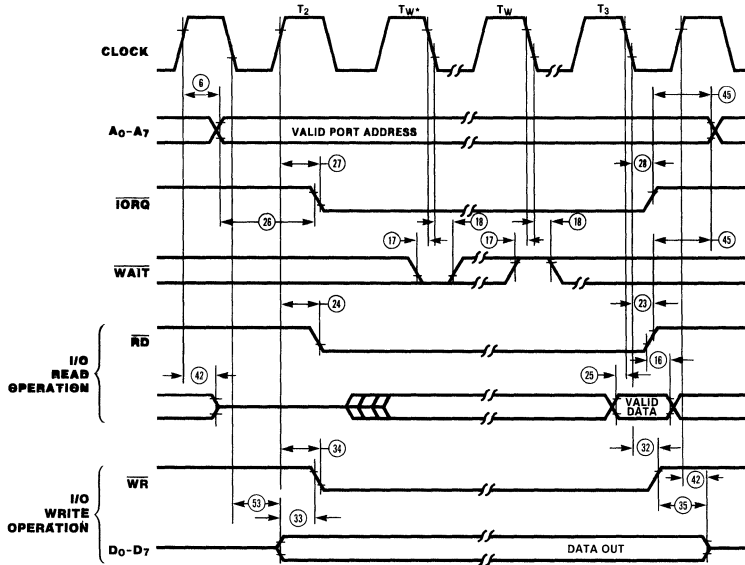 T2 TW* TW T3
CLOCK
6
45
A0–A7
VALID PORT ADDRESS
27
28
IORQ
26
18
18
17
17
45
WAIT
24
23
RD
I/O
READ
OPERATION
16
42
25
VALID
DATA
34
32
WR
42
I/O
WRITE
OPERATION
53
33
35
D0–D7
DATA OUT